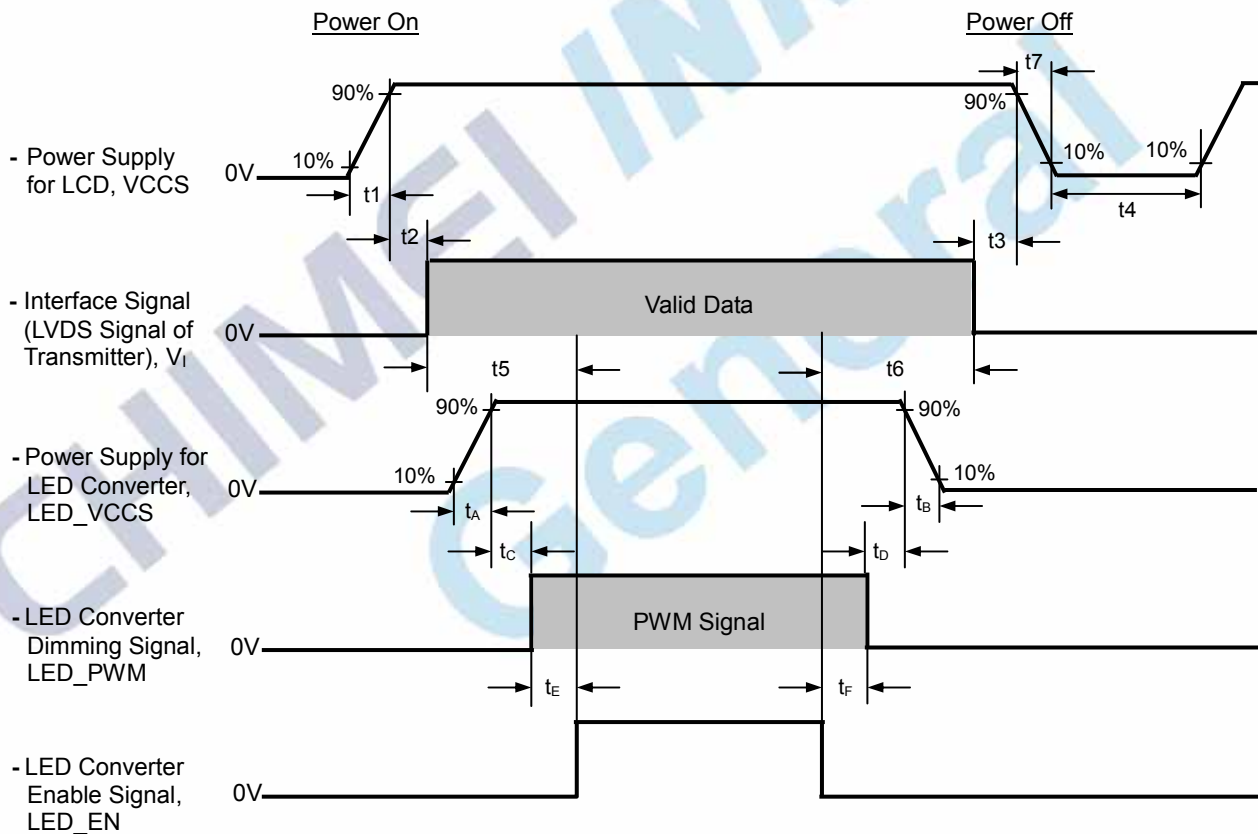 Power On
Power Off
t7
90%
90%
- Power Supply
for LCD, VCCS
0V
10%
10%
10%
t1
t4
t2
t3
- Interface Signal
(LVDS Signal of
Transmitter), VI
0V
Valid Data
t5
t6
90%
90%
- Power Supply for
LED Converter,
LED_VCCS
0V
10%
10%
tA
tB
tC
tD
- LED Converter
Dimming Signal,
LED_PWM
0V
PWM Signal
tE
tF
- LED Converter
Enable Signal,
LED_EN
0V
CHIMEI
General